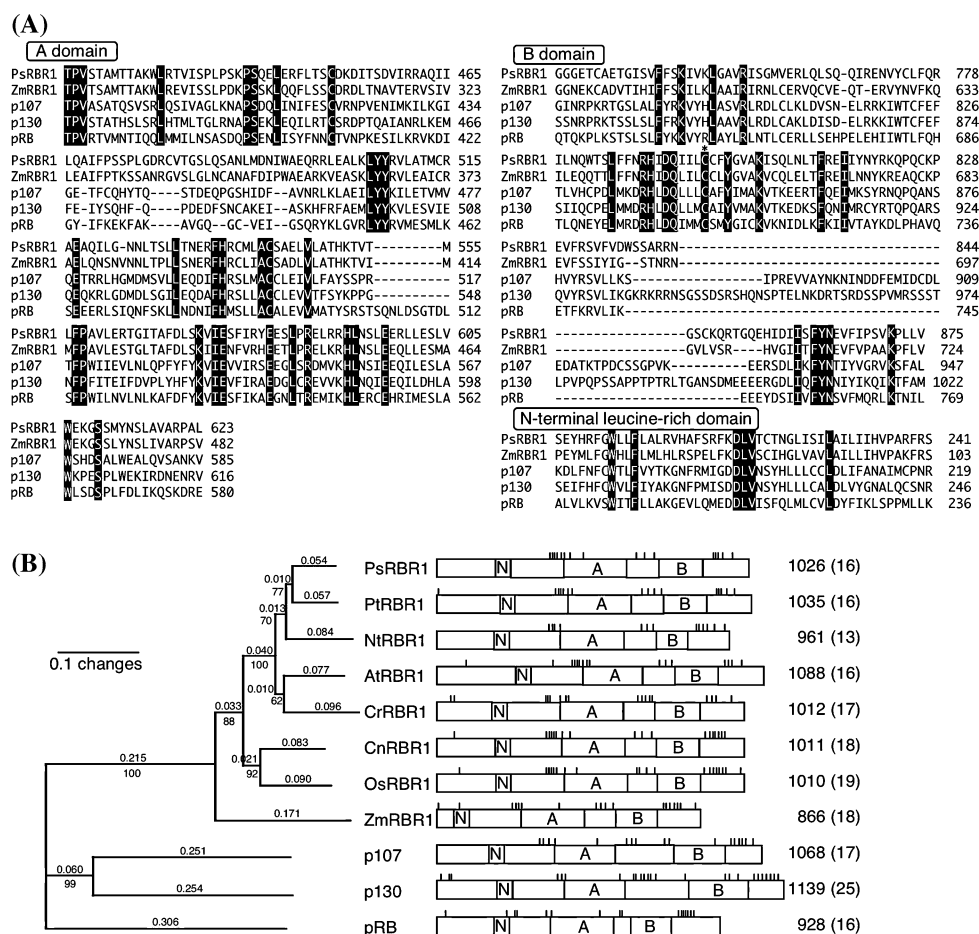 (A)
A domain
PsRBR1 TPVSTAMTTAKWLRTVISPLPSKPSQELERFLTSCDKDITSDVIRRAQII 465
ZmRBR1 TPVTSAMTTAKWLREVISSLPDKPSSKLQQFLSSCDRDLTNAVTERVSIV 323
p107 TPVASATQSVSRLQSIVAGLKNAPSDQLINIFESCVRNPVENIMKILKGI 434
p130 TPVSTATHSLSRLHTMLTGLRNAPSEKLEQILRTCSRDPTQAIANRLKEM 466
pRB TPVRTVMNTIQQLMMILNSASDQPSENLISYFNNCTVNPKESILKRVKDI 422
PsRBR1 LQAIFPSSPLGDRCVTGSLQSANLMDNIWAEQRRLEALKLYYRVLATMCR 515
ZmRBR1 LEAIFPTKSSANRGVSLGLNCANAFDIPWAEARKVEASKLYYRVLEAICR 373
p107 GE-TFCQHYTQ----STDEQPGSHIDF-AVNRLKLAEILYYKILETVMV 477
p130 FE-IYSQHF-Q----PDEDFSNCAKEI--ASKHFRFAEMLYYKVLESVIE 508
pRB GY-IFKEKFAK----AVGQ--GC-VEI--GSQRYKLGVRLYYRVMESMLK 462
PsRBR1 AEAQILG-NNLTSLLTNERFHRCMLACSAELVLATHKTVT---------M 555
ZmRBR1 AELQNSNVNNLTPLLSNERFHRCLIACSADLVLATHKTVI---------M 414
p107 QETRRLHGMDMSVLLEQDIFHRSLMACCLEIVLFAYSSPR---------- 517
p130 QEQKRLGDMDLSGILEQDAFHRSLLACCLEVVTFSYKPPG---------- 548
pRB SEEERLSIQNFSKLLNDNIFHMSLLACALEVVMATYSRSTSQNLDSGTDL 512
PsRBR1 LFPAVLERTGITAFDLSKVIESFIRYEESLPRELRRHLNSLEERLLESLV 605
ZmRBR1 MFPAVLESTGLTAFDLSKIIENFVRHEETLPRELKRHLNSLEEQLLESMA 464
p107 TFPWIIEVLNLQPFYFYKVIEVVIRSEEGLSRDMVKHLNSIEEQILESLA 567
p130 NFPFITEIFDVPLYHFYKVIEVFIRAEDGLCREVVKHLNQIEEQILDHLA 598
pRB SFPWILNVLNLKAFDFYKVIESFIKAEGNLTREMIKHLERCEHRIMESLA 562
PsRBR1 WEKGSSMYNSLAVARPAL 623
ZmRBR1 WEKGSSLYNSLIVARPSV 482
p107 WSHDSALWEALQVSANKV 585
p130 WKPESPLWEKIRDNENRV 616
pRB WLSDSPLFDLIKQSKDRE 580
B domain
PsRBR1 GGGETCAETGISVFFSKIVKLGAVRISGMVERLQLSQ-QIRENVYCLFQR 778
ZmRBR1 GGNEKCADVTIHIFFSKILKLAAIRIRNLCERVQCVE-QT-ERVYNVFKQ 633
p107 GINRPKRTGSLALFYRKVYHLASVRLRDLCLKLDVSN-ELRRKIWTCFEF 826
p130 SSNRPRKTSSLSLFYRKVYHLAAVRLRDLCAKLDISD-ELRKKIWTCFEF 874
pRB QTQKPLKSTSLSLFYKKVYRLAYLRLNTLCERLLSEHPELEHIIWTLFQH 686
*
PsRBR1 ILNQWTSLFFNRHIDQIILCCFYGVAKISQLNLTFREIIYNYRKQPQCKP 828
ZmRBR1 ILEQQTTLFFNRHIDQLILCCLYGVAKVCQLELTFREILNNYKREAQCKP 683
p107 TLVHCPDLMKDRHLDQLLLCAFYIMAKVTKEERTFQEIMKSYRNQPQANS 876
p130 SIIQCPELMMDRHLDQLLMCAIYVMAKVTKEDKSFQNIMRCYRTQPQARS 924
pRB TLQNEYELMRDRHLDQIMMCSMYGICKVKNIDLKFKIIVTAYKDLPHAVQ 736
PsRBR1 EVFRSVFVDWSSARRN------------------------------ 844
ZmRBR1 EVFSSIYIG---STNRN------------------------------ 697
p107 HVYRSVLLKS---------------IPREVVAYNKNINDDFEMIDCDL 909
p130 QVYRSVLIKGKRKRRNSGSSDSRSHQNSPTELNKDRTSRDSSPVMRSSST 974
pRB ETFKRVLIK------------------------------------ 745
PsRBR1 ----------------GSCKQRTGQEHIDIISFYNEVFIPSVKPLLV 875
ZmRBR1 ----------------GVLVSR----HVGIITFYNEVFVPAAKPFLV 724
p107 EDATKTPDCSSGPVK-----------EERSDLIKFYNTIYVGRVKSFAL 947
p130 LPVPQPSSAPPTPTRLTGANSDMEEEERGDLIQFYNNIYIKQIKTFAM 1022
pRB ----------------------EEEYDSIIVFYNSVFMQRLKTNIL 769
N-terminal leucine-rich domain
PsRBR1 SEYHRFGWLLFLALRVHAFSRFKDLVTCTNGLISILAILIIHVPARFRS 241
ZmRBR1 PEYMLFGWHLFLMLHLRSPELFKDLVSCIHGLVAVLAILLIHVPAKFRS 103
p107 KDLFNFCWTLFVYTKGNFRMIGDDLVNSYHLLLCCLDLIFANAIMCPNR 219
p130 SEIFHFCWVLFIYAKGNFPMISDDLVNSYHLLLCALDLVYGNALQCSNR 246
pRB ALVLKVSWITFLLAKGEVLQMEDDLVISFQLMLCVLDYFIKLSPPMLLK 236
(B)
0.1 changes
0.054 PsRBR1 N A B 1026 (16)
0.010
77
0.057 PtRBR1 N A B 1035 (16)
0.013
70
0.084 NtRBR1 N A B 961 (13)
0.040
100
0.077 AtRBR1 N A B 1088 (16)
0.010
62
0.096 CrRBR1 N A B 1012 (17)
0.033
88
0.083 CnRBR1 N A B 1011 (18)
0.021
92
0.090 OsRBR1 N A B 1010 (19)
0.215
100
0.171 ZmRBR1 N A B 866 (18)
0.251 p107 N A B 1068 (17)
0.060
99
0.254 p130 N A B 1139 (25)
0.306 pRB N A B 928 (16)